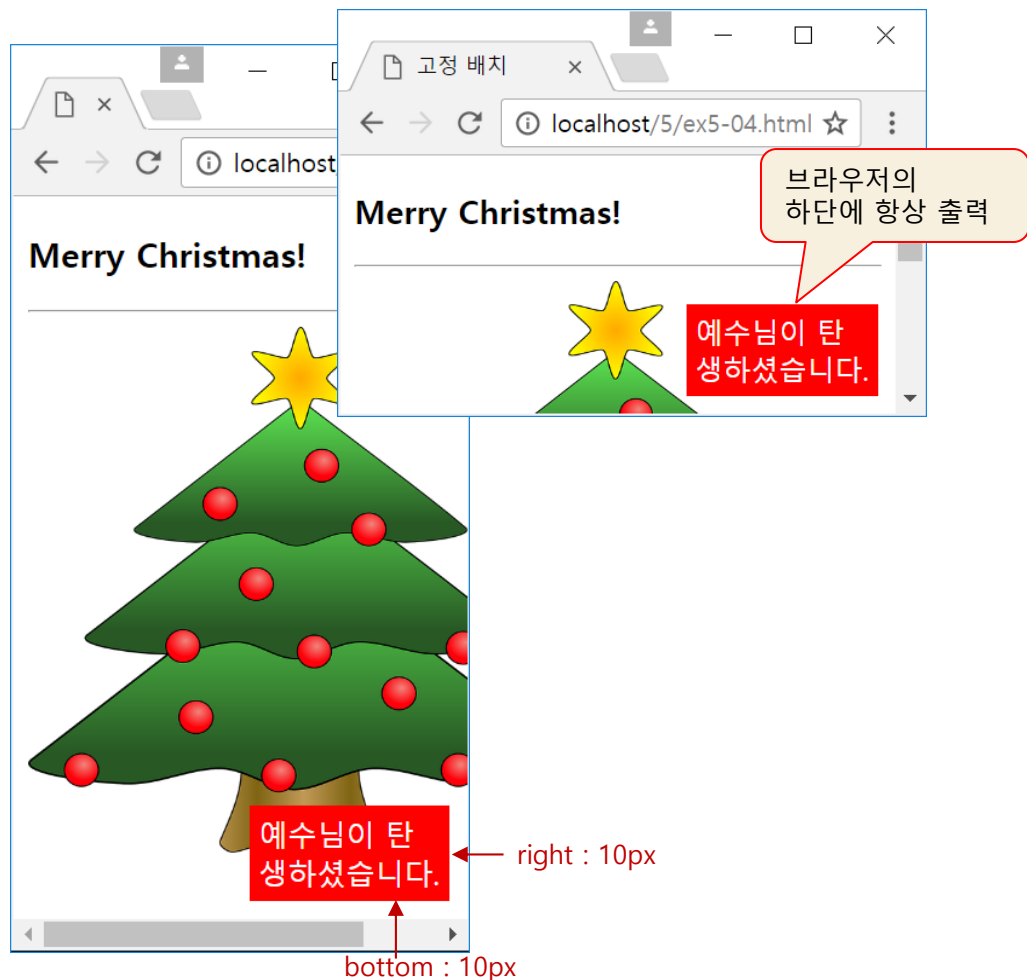 고정 배치
localhost/5/ex5-04.html
브라우저의
하단에 항상 출력
Merry Christmas!
예수님이 탄
생하셨습니다.
localhost
Merry Christmas!
예수님이 탄
생하셨습니다.
right : 10px
bottom : 10px